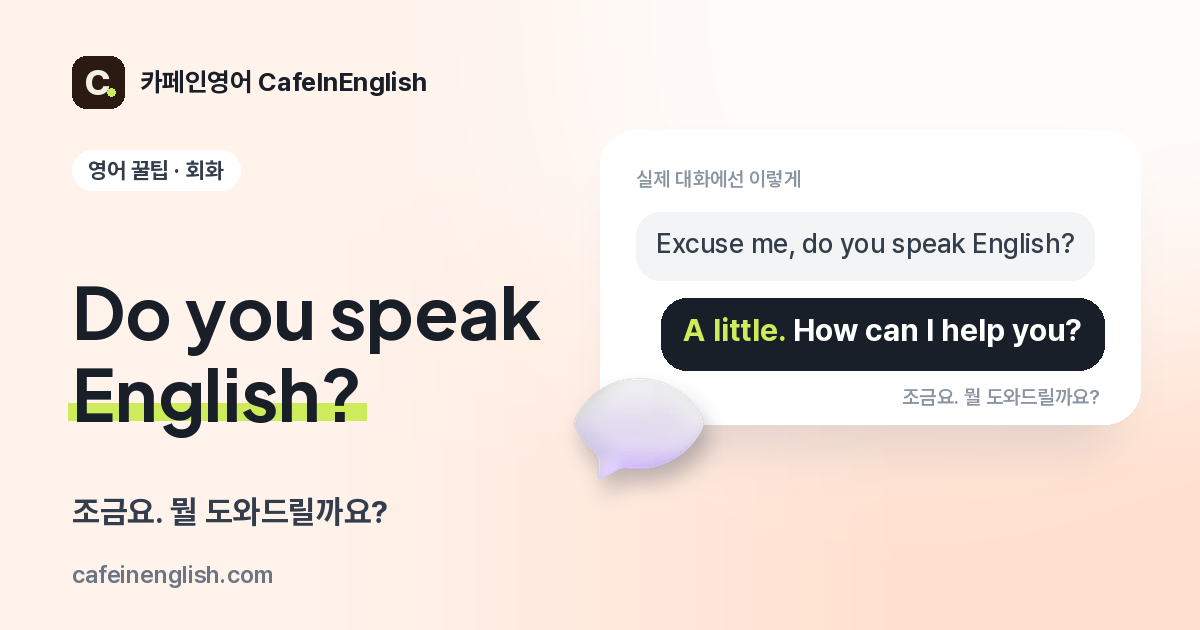 C
카페인영어 CafeInEnglish
영어 꿀팁 · 회화
Do you speak
English?
조금요. 뭘 도와드릴까요?
cafeinenglish.com
실제 대화에선 이렇게
Excuse me, do you speak English?
A little. How can I help you?
조금요. 뭘 도와드릴까요?